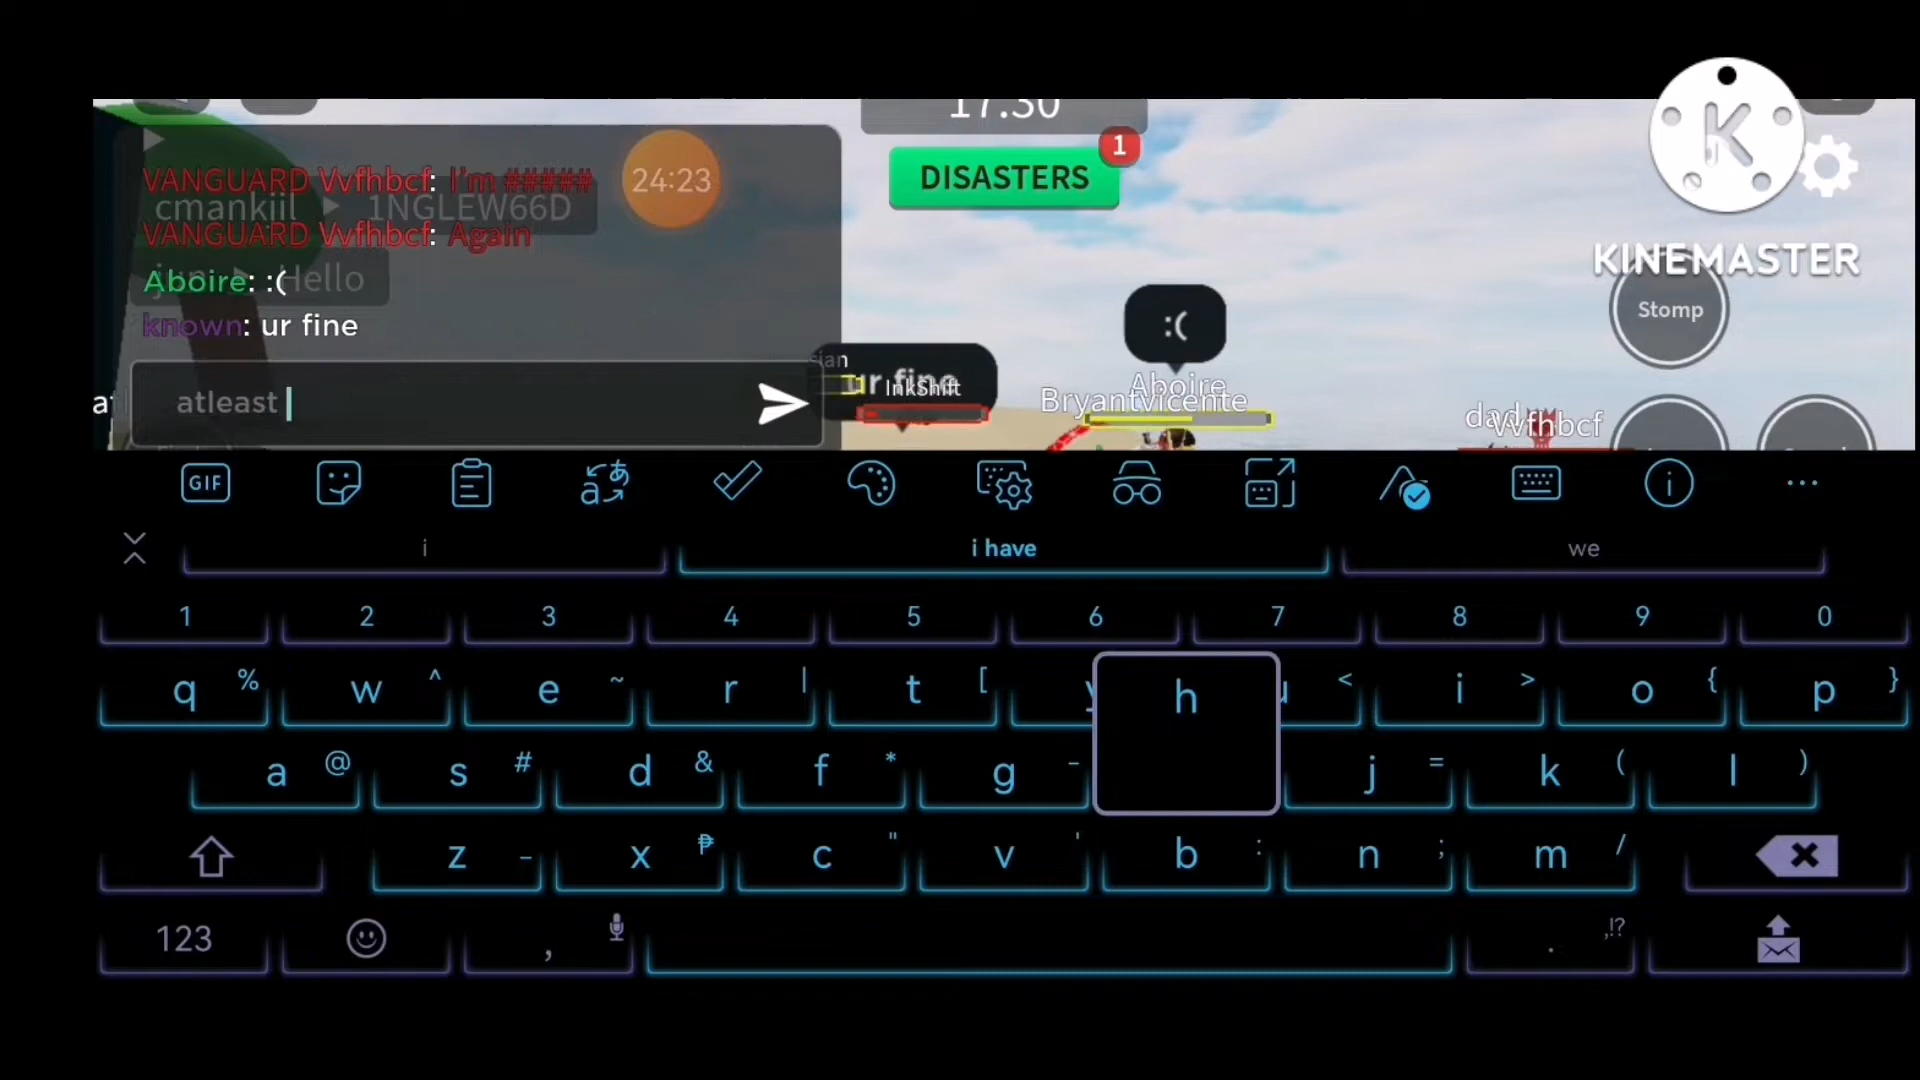 17:30
1
DISASTERS
24:23
K
KINEMASTER
VANGUARD Vvfhbcf: I'm #####
cmankiil 1NGLEW66D
VANGUARD Vvfhbcf: Again
Aboire: :(
Hello
known: ur fine
atleast
ur fine
InkShift
:(
Aboire
Bryantvicente
dad
Vvfhbcf
Stomp
GIF
i
i have
we
1 2 3 4 5 6 7 8 9 0
q % w ^ e ~ r | t [ y u < i > o { p }
a @ s # d & f * g - h j = k ( l )
z _ x ₱ c " v ' b : n ; m /
123 , . ,!?